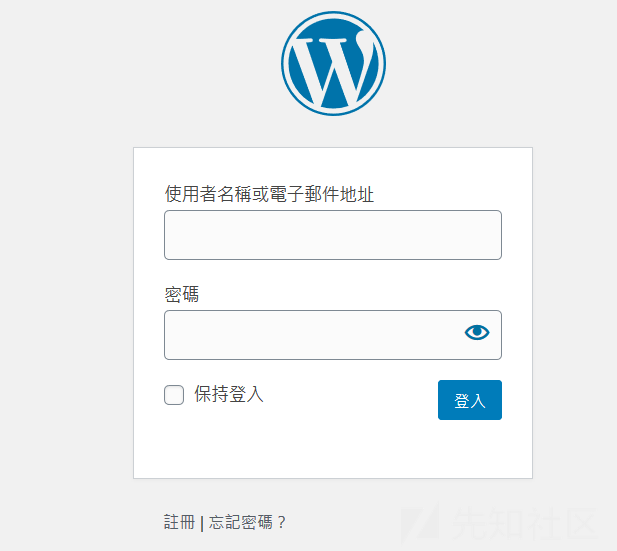 使用者名稱或電子郵件地址
密碼
保持登入
登入
註冊 | 忘記密碼？
先知社区